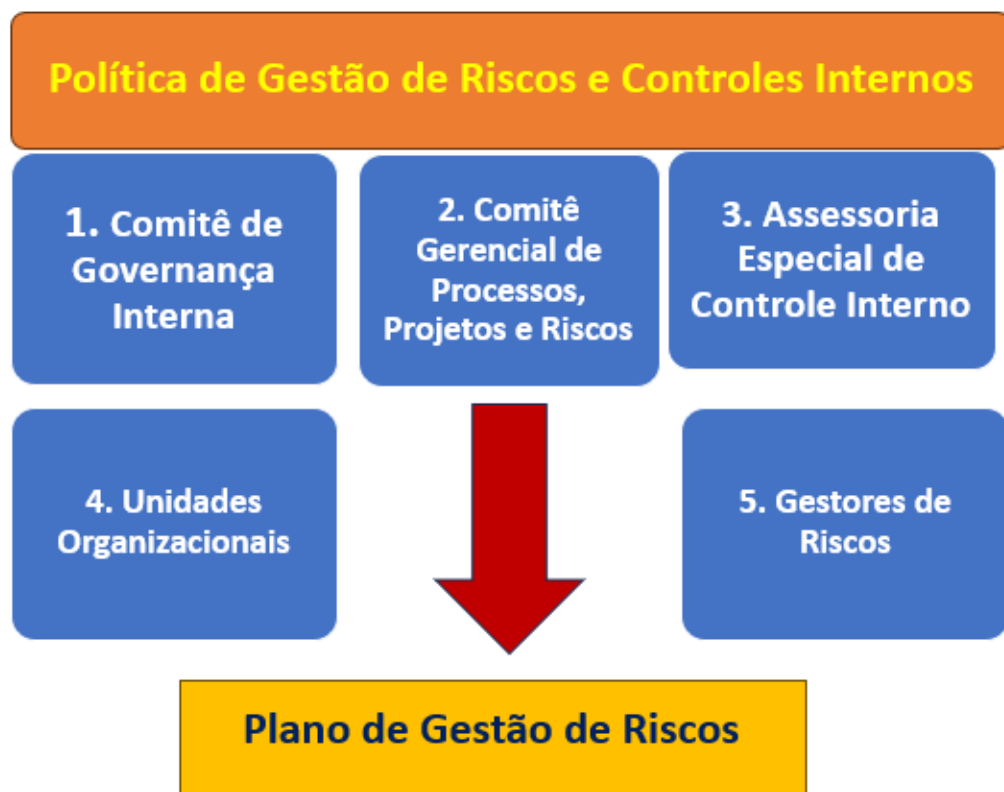 Política de Gestão de Riscos e Controles Internos
1. Comitê de
Governança
Interna
2. Comitê
Gerencial de
Processos,
Projetos e Riscos
3. Assessoria
Especial de
Controle Interno
4. Unidades
Organizacionais
5. Gestores de
Riscos
Plano de Gestão de Riscos